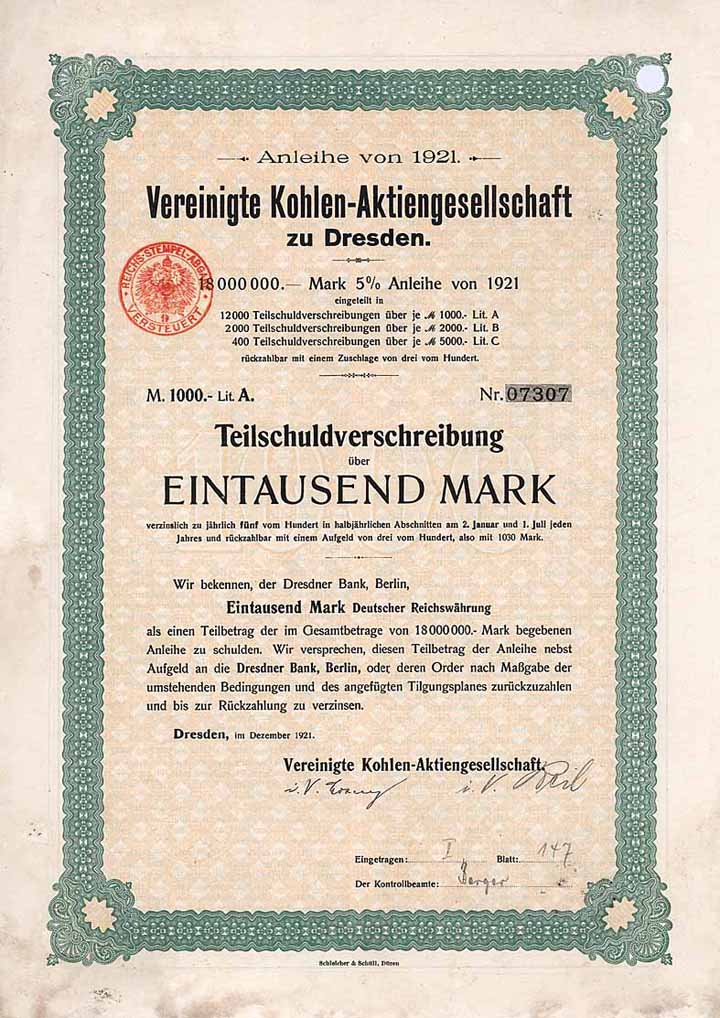 Anleihe von 1921.
Vereinigte Kohlen-Aktiengesellschaft
zu Dresden.
REICHS-STEMPEL-ABGABE
9
VERSTEUERT
18 000 000.— Mark 5% Anleihe von 1921
eingeteilt in
12000 Teilschuldverschreibungen über je ℳ 1000.- Lit. A
2000 Teilschuldverschreibungen über je ℳ 2000.- Lit. B
400 Teilschuldverschreibungen über je ℳ 5000.- Lit. C
rückzahlbar mit einem Zuschlage von drei vom Hundert.
M. 1000.- Lit. A. Nr. 07307
Teilschuldverschreibung
über
EINTAUSEND MARK
verzinslich zu jährlich fünf vom Hundert in halbjährlichen Abschnitten am 2. Januar und 1. Juli jeden
Jahres und rückzahlbar mit einem Aufgeld von drei vom Hundert, also mit 1030 Mark.
Wir bekennen, der Dresdner Bank, Berlin,
Eintausend Mark Deutscher Reichswährung
als einen Teilbetrag der im Gesamtbetrage von 18 000 000.- Mark begebenen
Anleihe zu schulden. Wir versprechen, diesen Teilbetrag der Anleihe nebst
Aufgeld an die Dresdner Bank, Berlin, oder deren Order nach Maßgabe der
umstehenden Bedingungen und des angefügten Tilgungsplanes zurückzuzahlen
und bis zur Rückzahlung zu verzinsen.
Dresden, im Dezember 1921.
Vereinigte Kohlen-Aktiengesellschaft.
i. V. i. V.
Eingetragen: I Blatt: 147
Der Kontrollbeamte: Berger
Schleicher & Schüll, Düren